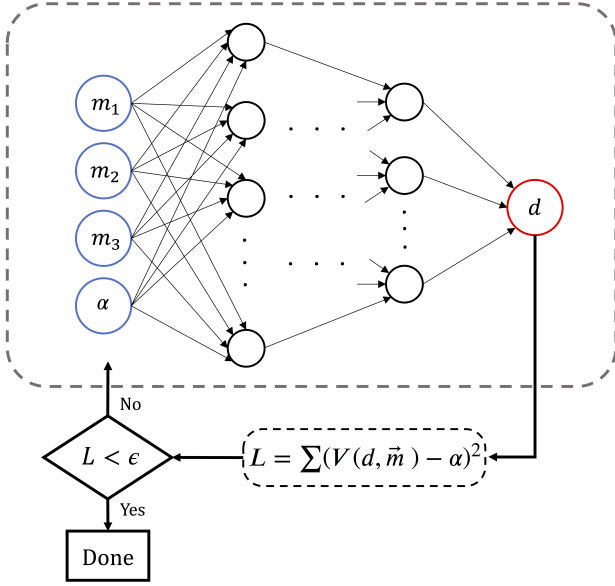 m₁
m₂
m₃
α
d
. . .
. . .
. . .
No
L < ϵ
L = ∑(V(d, m⃗ ) − α)²
Yes
Done